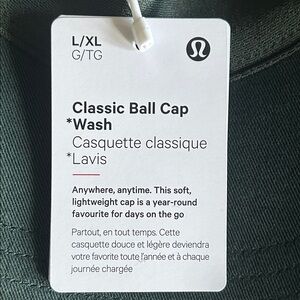 L/XL
G/TG
Classic Ball Cap
*Wash
Casquette classique
*Lavis
Anywhere, anytime. This soft,
lightweight cap is a year-round
favourite for days on the go
Partout, en tout temps. Cette
casquette douce et légère deviendra
votre favorite toute l'année et à chaque
journée chargée